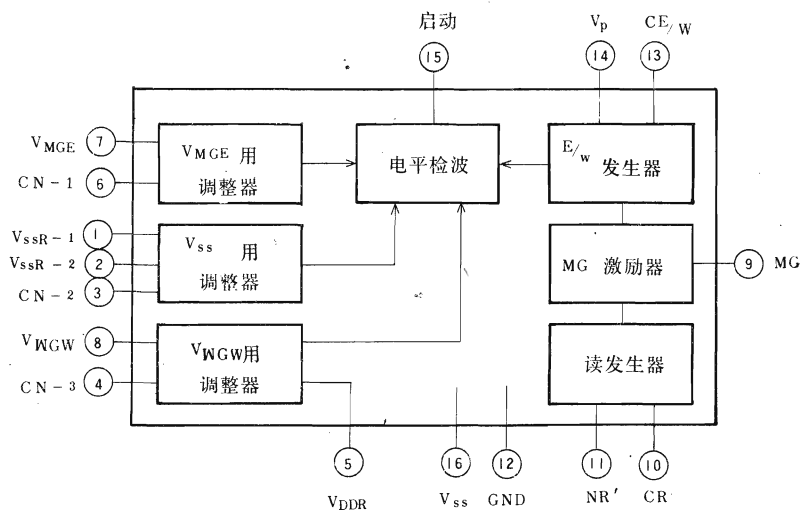 启动
Vp
CE/W
15
14
13
VMGE
7
CN-1
6
VMGE 用
调整器
电平检波
E/w 发生器
VssR-1
1
VssR-2
2
CN-2
3
Vss 用
调整器
MG 激励器
9
MG
VWGW
8
CN-3
4
VWGW用
调整器
读发生器
5
16
12
11
10
VDDR
Vss
GND
NR′
CR